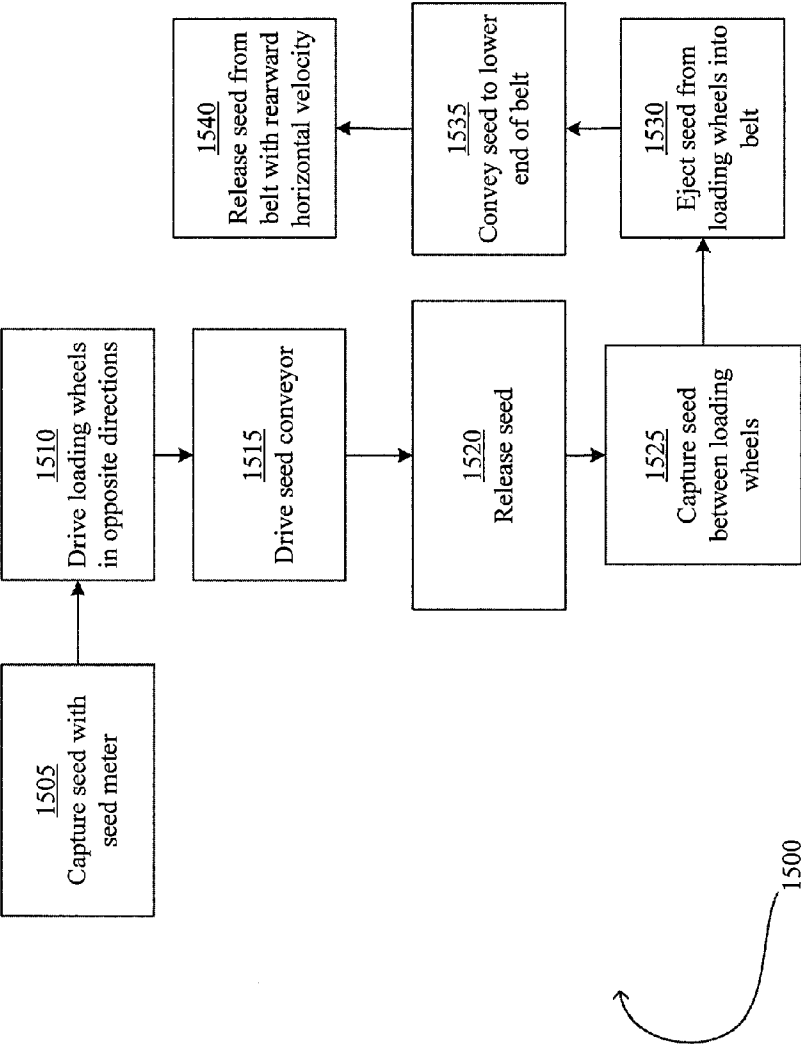 1505
Capture seed with
seed meter
1510
Drive loading wheels
in opposite directions
1515
Drive seed conveyor
1520
Release seed
1525
Capture seed
between loading
wheels
1530
Eject seed from
loading wheels into
belt
1535
Convey seed to lower
end of belt
1540
Release seed from
belt with rearward
horizontal velocity
1500